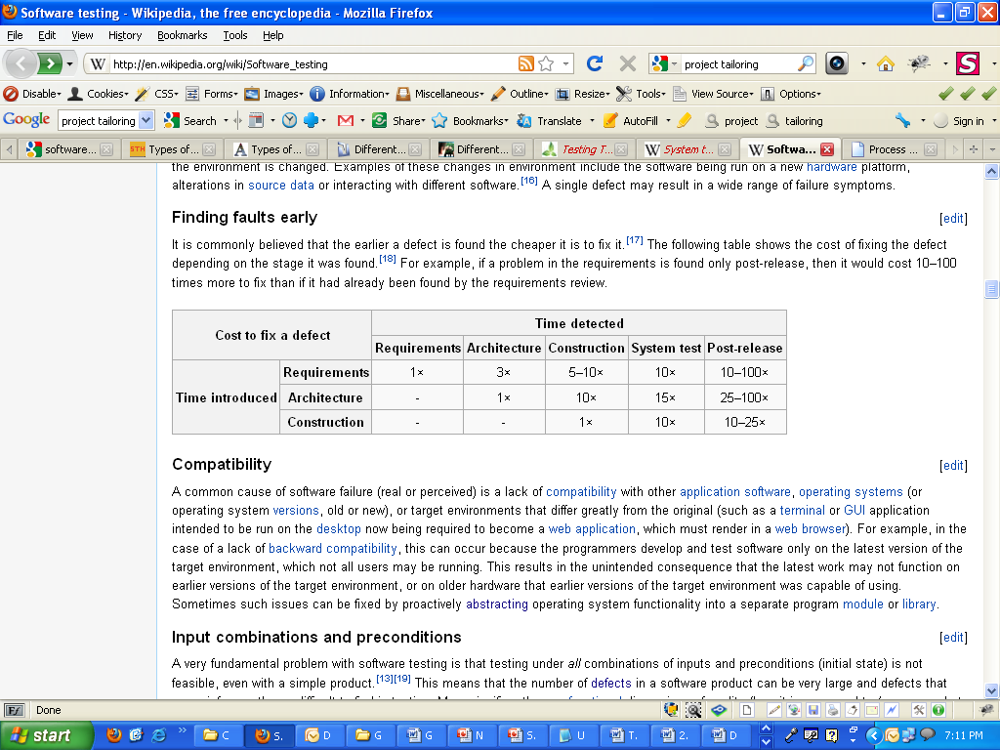 Software testing - Wikipedia, the free encyclopedia - Mozilla Firefox
File Edit View History Bookmarks Tools Help
W http://en.wikipedia.org/wiki/Software_testing project tailoring S
Disable Cookies CSS Forms Images Information Miscellaneous Outline Resize Tools View Source Options
Google project tailoring Search Share Bookmarks Translate AutoFill project tailoring Sign in
software... STH Types of... A Types of... Different... Different... Testing T... W System t... W Softwa... Process ...
the environment is changed. Examples of these changes in environment include the software being run on a new hardware platform,
alterations in source data or interacting with different software.[16] A single defect may result in a wide range of failure symptoms.
Finding faults early [edit]
It is commonly believed that the earlier a defect is found the cheaper it is to fix it.[17] The following table shows the cost of fixing the defect
depending on the stage it was found.[18] For example, if a problem in the requirements is found only post-release, then it would cost 10–100
times more to fix than if it had already been found by the requirements review.
Cost to fix a defect Time detected
Requirements Architecture Construction System test Post-release
Time introduced Requirements 1× 3× 5–10× 10× 10–100×
Architecture - 1× 10× 15× 25–100×
Construction - - 1× 10× 10–25×
Compatibility [edit]
A common cause of software failure (real or perceived) is a lack of compatibility with other application software, operating systems (or
operating system versions, old or new), or target environments that differ greatly from the original (such as a terminal or GUI application
intended to be run on the desktop now being required to become a web application, which must render in a web browser). For example, in the
case of a lack of backward compatibility, this can occur because the programmers develop and test software only on the latest version of the
target environment, which not all users may be running. This results in the unintended consequence that the latest work may not function on
earlier versions of the target environment, or on older hardware that earlier versions of the target environment was capable of using.
Sometimes such issues can be fixed by proactively abstracting operating system functionality into a separate program module or library.
Input combinations and preconditions [edit]
A very fundamental problem with software testing is that testing under all combinations of inputs and preconditions (initial state) is not
feasible, even with a simple product.[13][19] This means that the number of defects in a software product can be very large and defects that
Done
start C S. D G G N S. U T. 2. D 7:11 PM